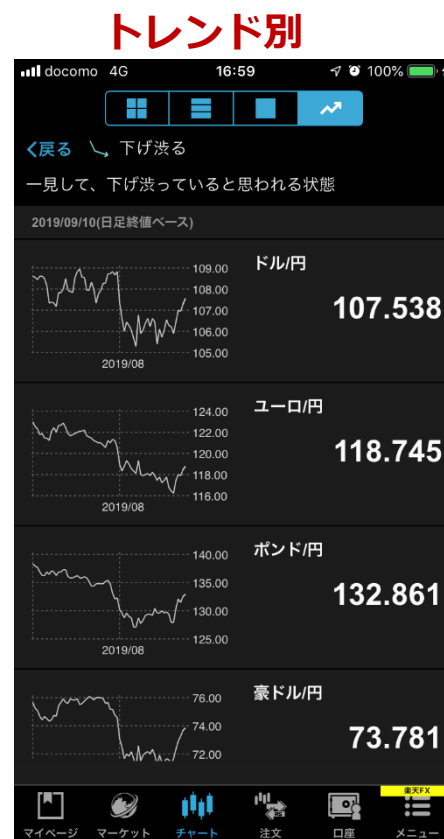 トレンド別
docomo 4G 16:59 100%
戻る 下げ渋る
一見して、下げ渋っていると思われる状態
2019/09/10(日足終値ベース)
ドル/円
109.00
108.00
107.00
106.00
105.00
107.538
2019/08
ユーロ/円
124.00
122.00
120.00
118.00
116.00
118.745
2019/08
ポンド/円
140.00
135.00
130.00
125.00
132.861
2019/08
豪ドル/円
76.00
74.00
72.00
73.781
楽天FX
マイページ マーケット チャート 注文 口座 メニュー